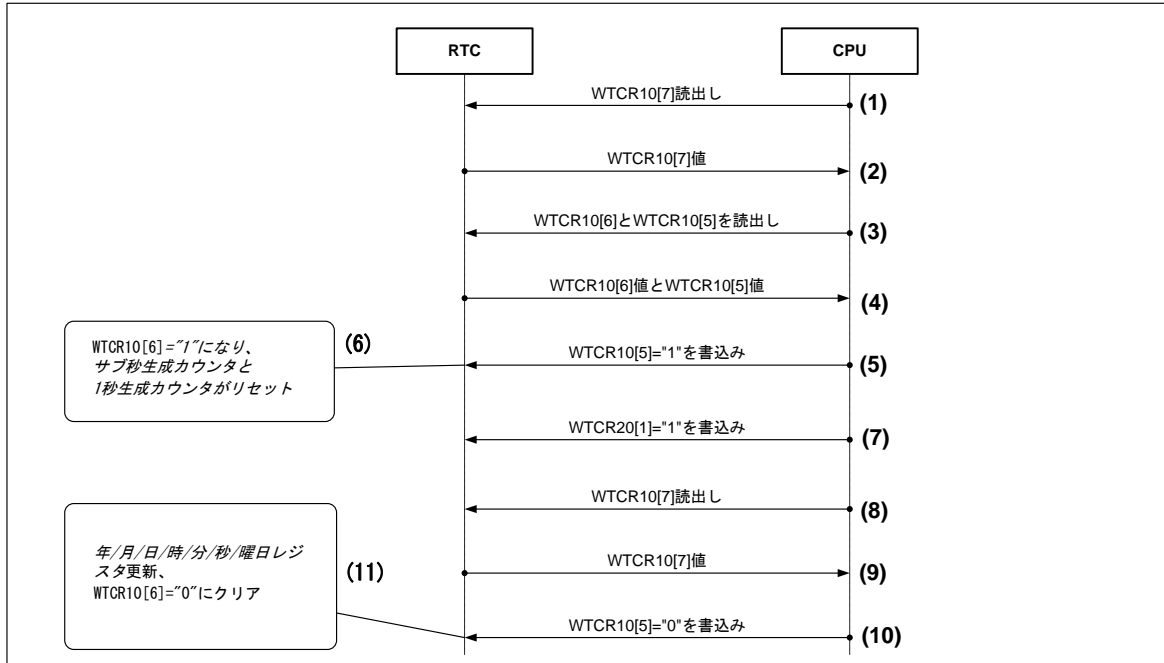 RTC
CPU
WTCR10[7]読出し
(1)
WTCR10[7]値
(2)
WTCR10[6]とWTCR10[5]を読出し
(3)
WTCR10[6]値とWTCR10[5]値
(4)
WTCR10[6]="1"になり、
サブ秒生成カウンタと
1秒生成カウンタがリセット
(6)
WTCR10[5]="1"を書込み
(5)
WTCR20[1]="1"を書込み
(7)
WTCR10[7]読出し
(8)
年/月/日/時/分/秒/曜日レジ
スタ更新、
WTCR10[6]="0"にクリア
(11)
WTCR10[7]値
(9)
WTCR10[5]="0"を書込み
(10)